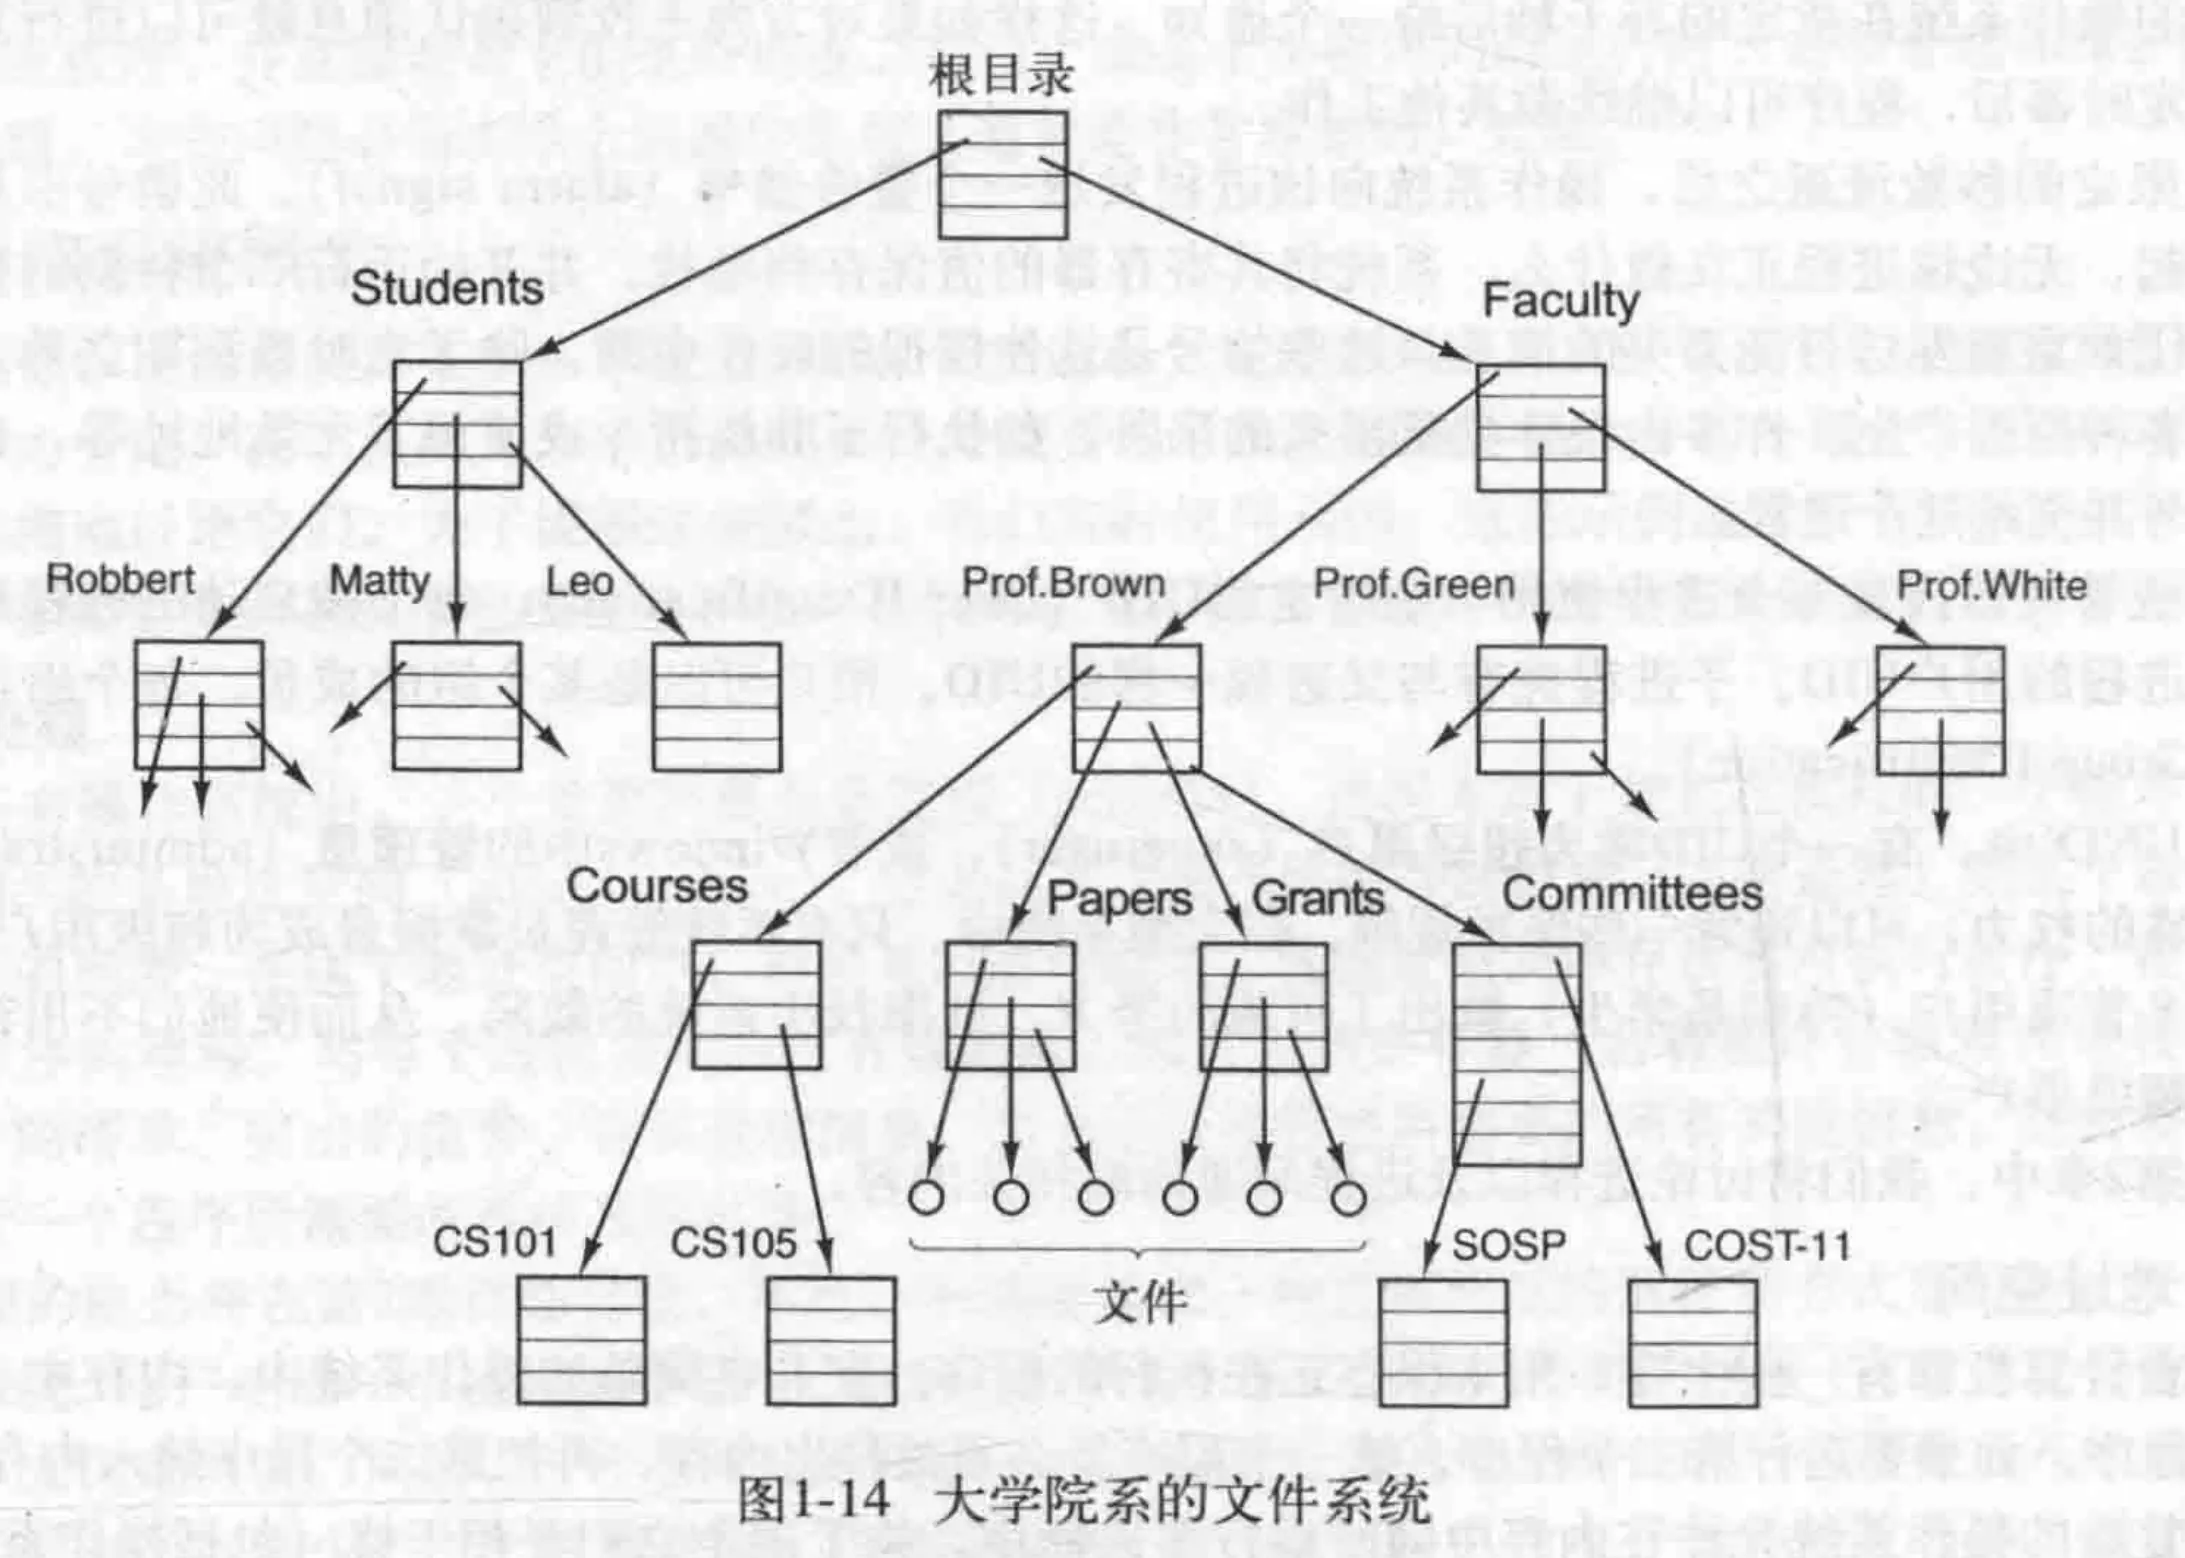 根目录
Students
Faculty
Robbert
Matty
Leo
Prof.Brown
Prof.Green
Prof.White
Courses
Papers
Grants
Committees
CS101
CS105
SOSP
COST-11
文件
图1-14 大学院系的文件系统